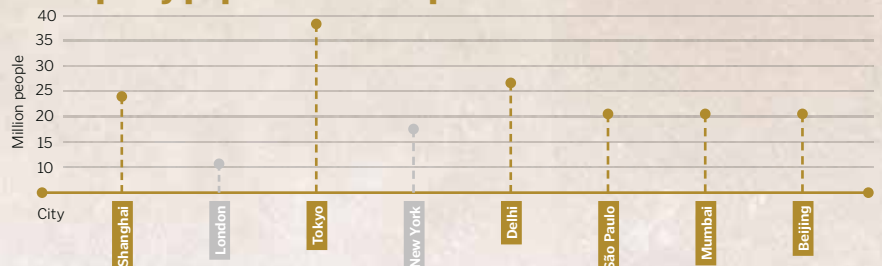 40
35
30
25
20
15
10
Million people
City
Shanghai
London
Tokyo
New York
Delhi
São Paulo
Mumbai
Beijing